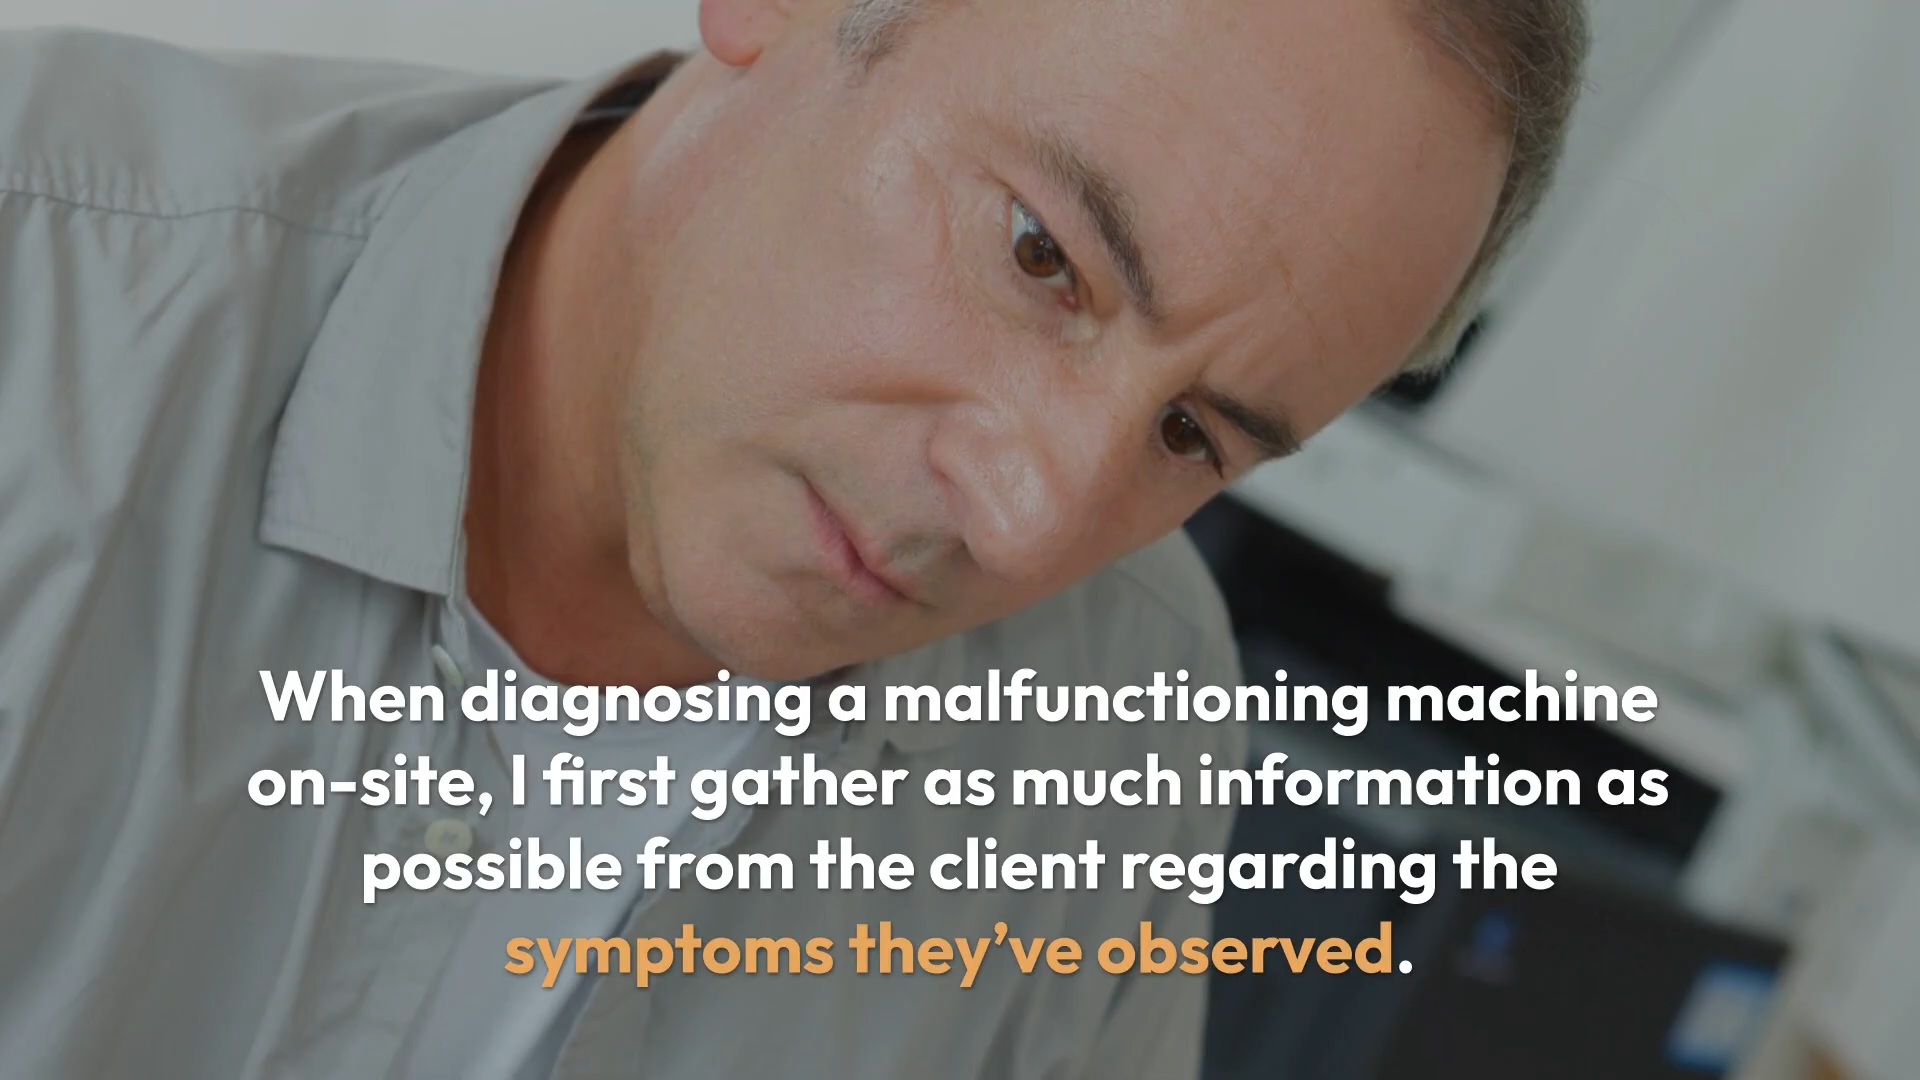 When diagnosing a malfunctioning machine
on-site, I first gather as much information as
possible from the client regarding the
symptoms they’ve observed.